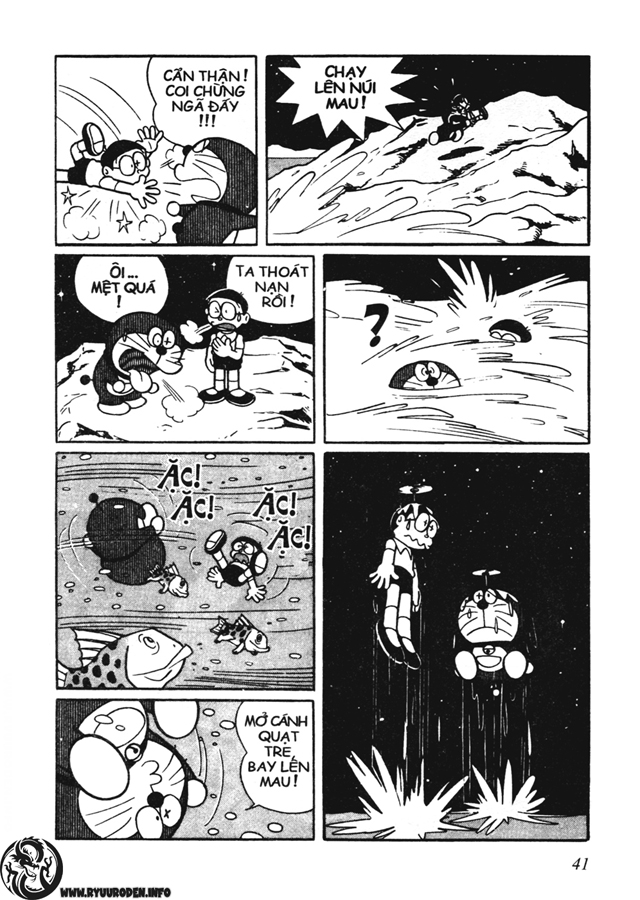 CẨN THẬN!
COI CHỪNG
NGÃ ĐẤY
!!!
CHẠY
LÊN NÚI
MAU!
ÔI...
MỆT QUÁ
!
TA THOÁT
NẠN
RỒI!
?
ẶC!
ẶC!
ẶC!
ẶC!
MỞ CÁNH
QUẠT
TRE
BAY LÊN
MAU!
41
WWW.RYUURODEN.INFO